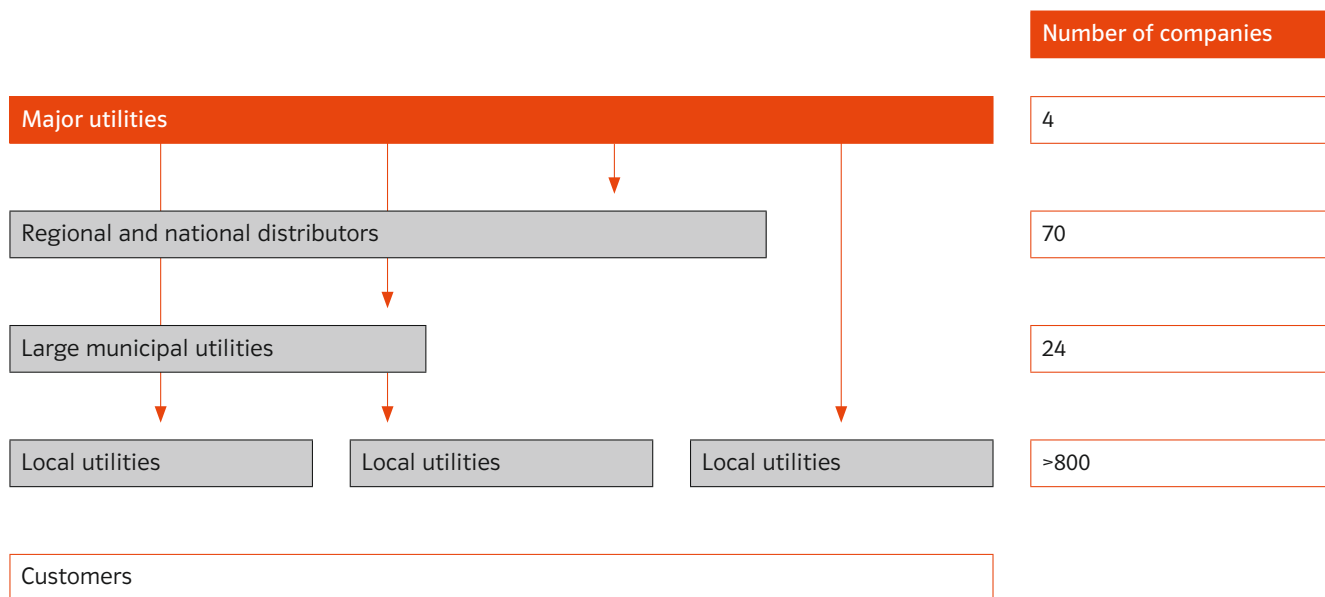 Number of companies
Major utilities
4
Regional and national distributors
70
Large municipal utilities
24
Local utilities
Local utilities
Local utilities
>800
Customers